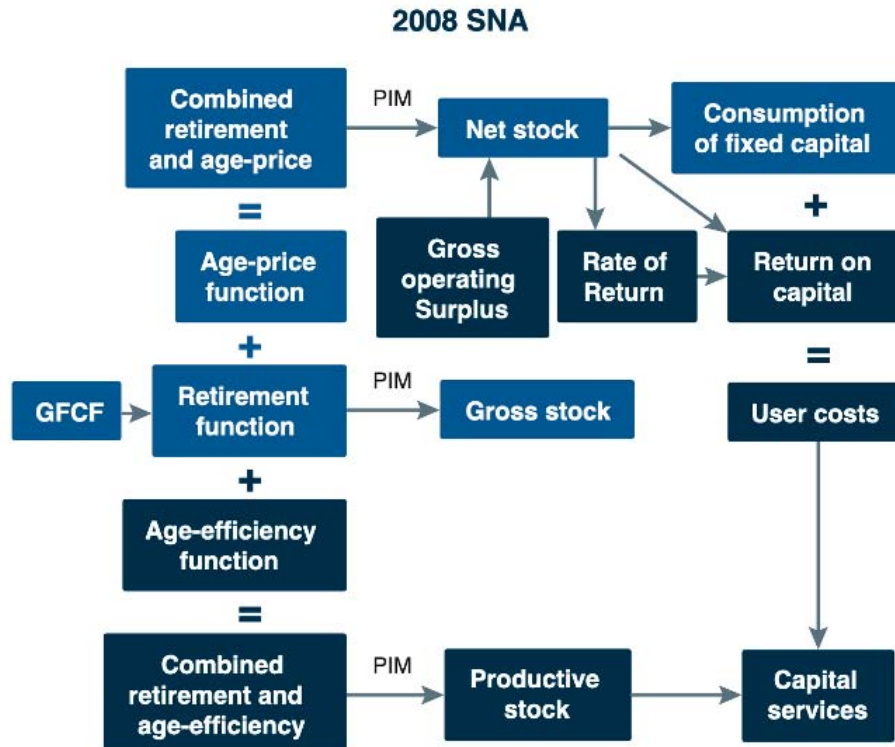 2008 SNA
Combined
retirement
and age-price
PIM
Net stock
Consumption
of fixed capital
=
+
Age-price
function
Gross
operating
Surplus
Rate of
Return
Return on
capital
+
=
GFCF
Retirement
function
PIM
Gross stock
User costs
+
Age-efficiency
function
=
Combined
retirement and
age-efficiency
PIM
Productive
stock
Capital
services